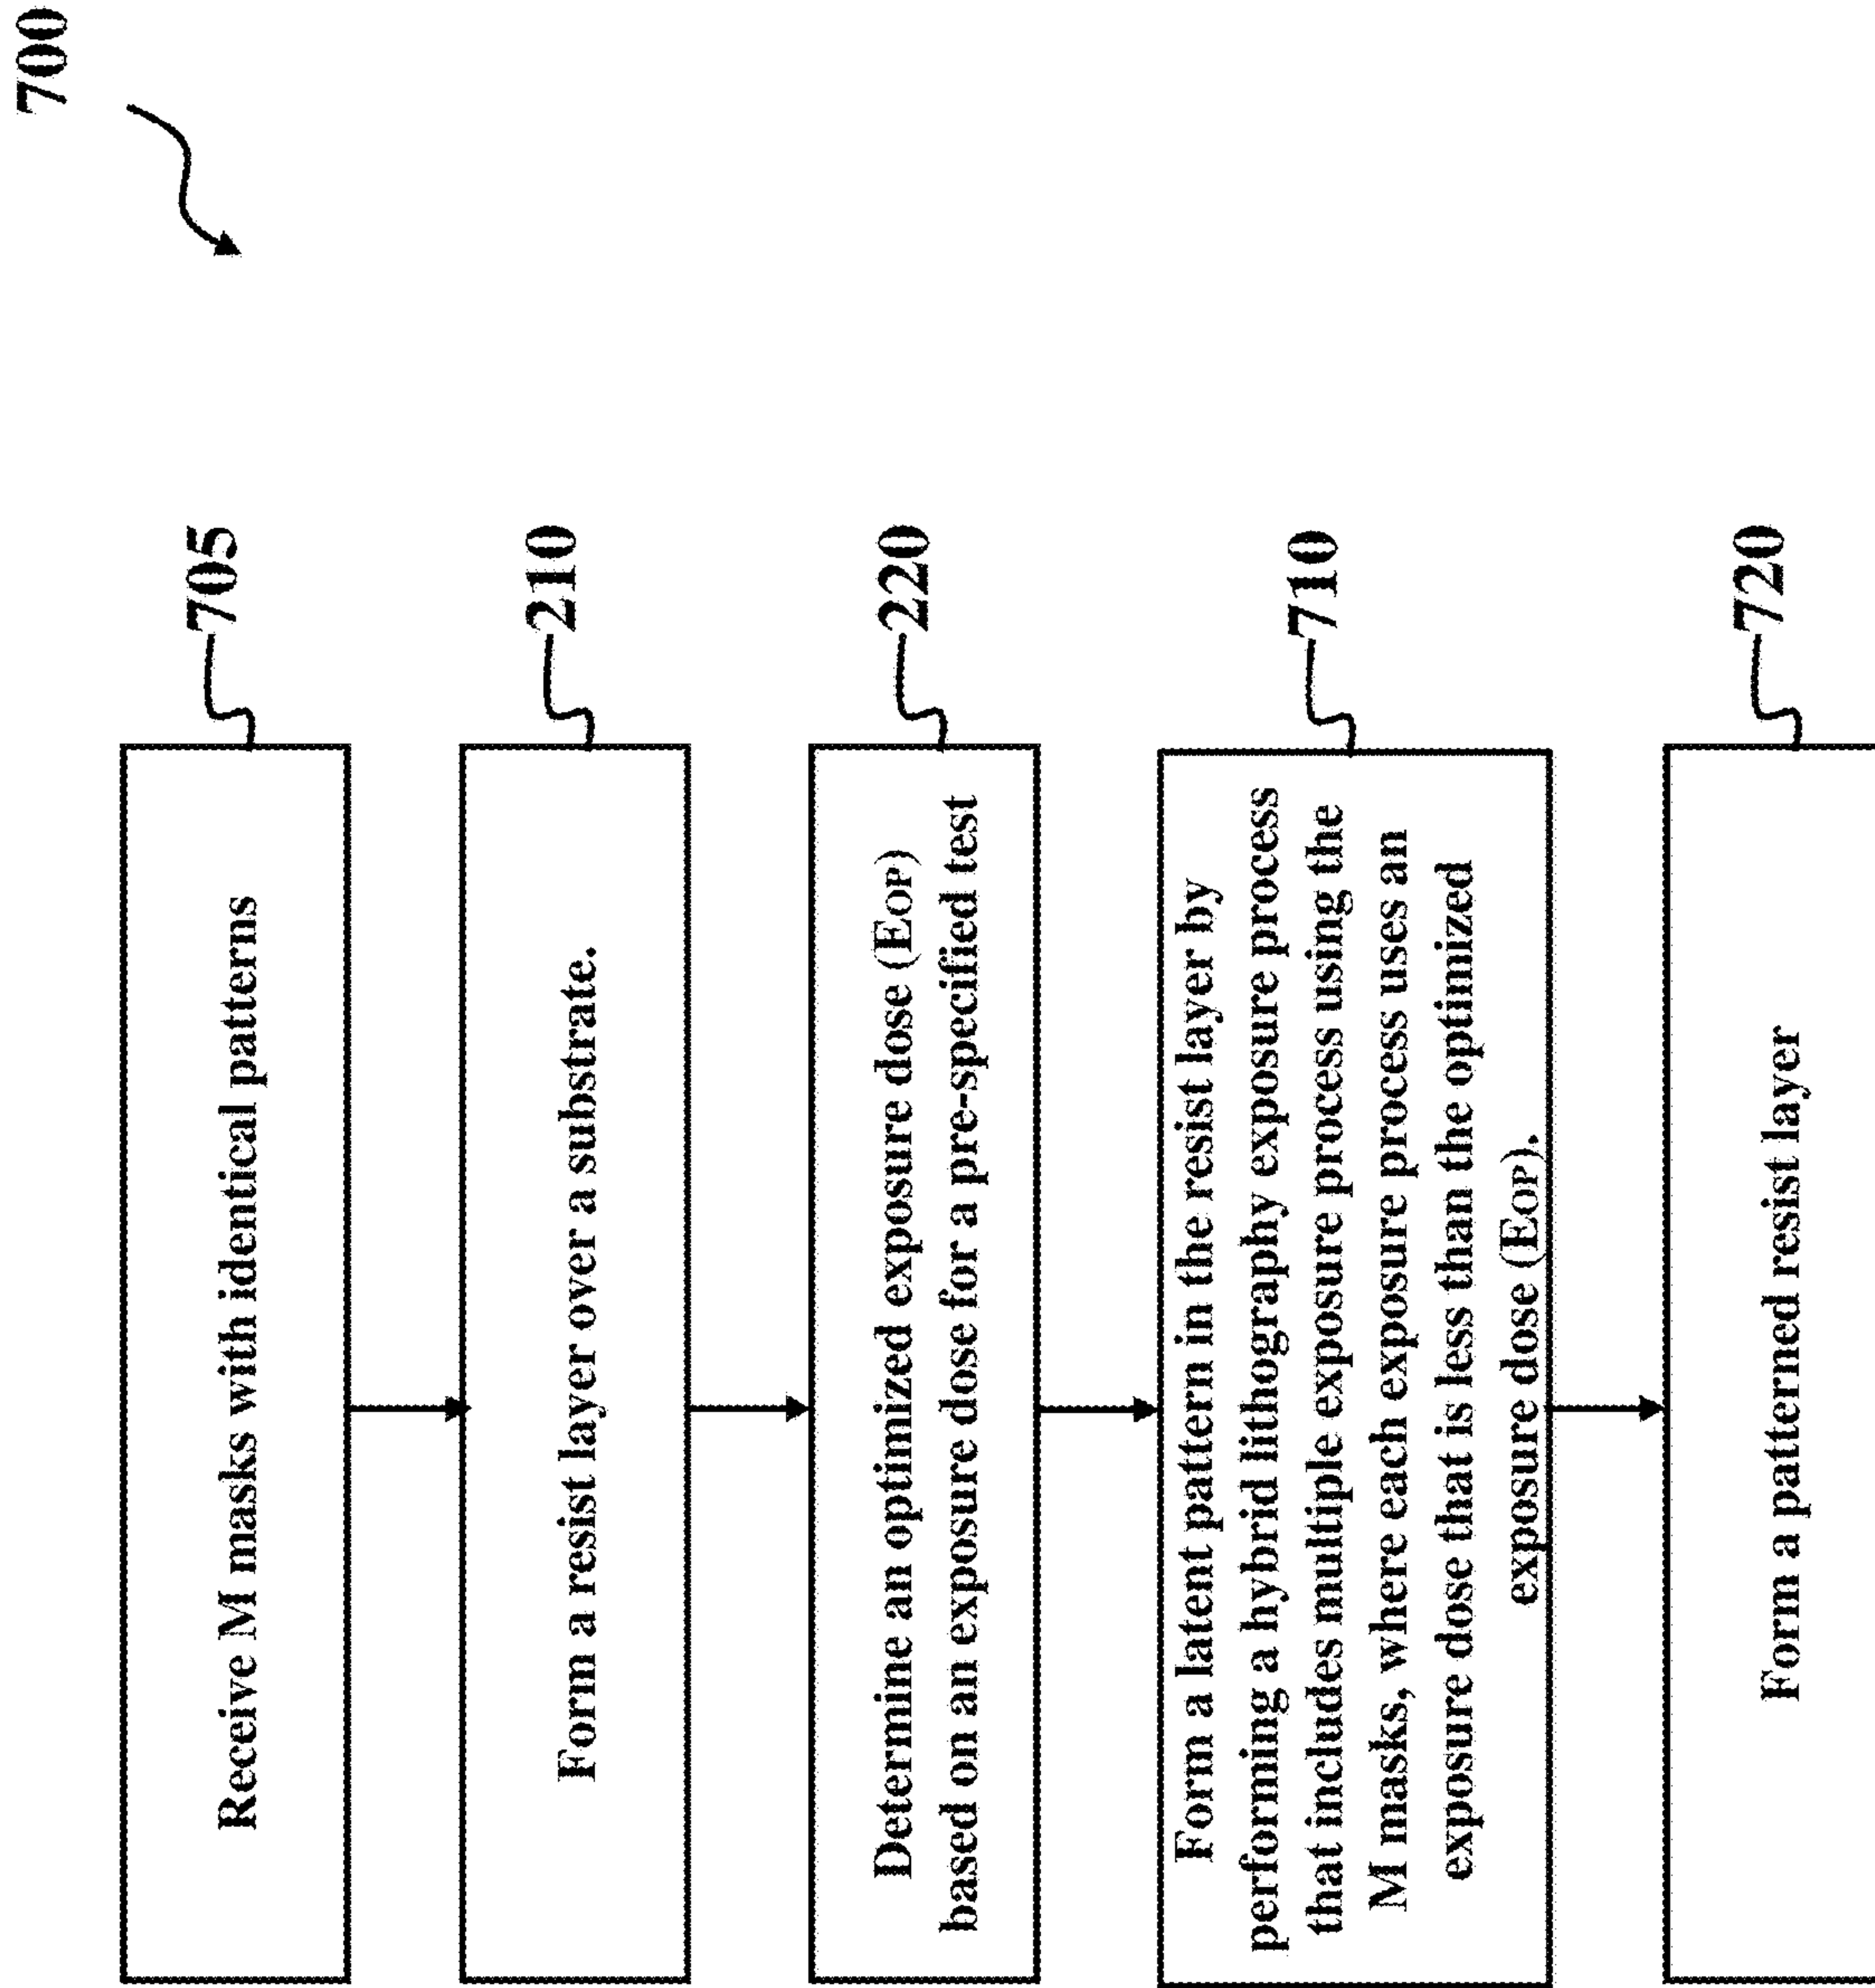 700
Receive M masks with identical patterns
705
Form a resist layer over a substrate.
210
Determine an optimized exposure dose (EOP)
based on an exposure dose for a pre-specified test
220
Form a latent pattern in the resist layer by
performing a hybrid lithography exposure process
that includes multiple exposure process using the
M masks, where each exposure process uses an
exposure dose that is less than the optimized
exposure dose (EOP).
710
Form a patterned resist layer
720